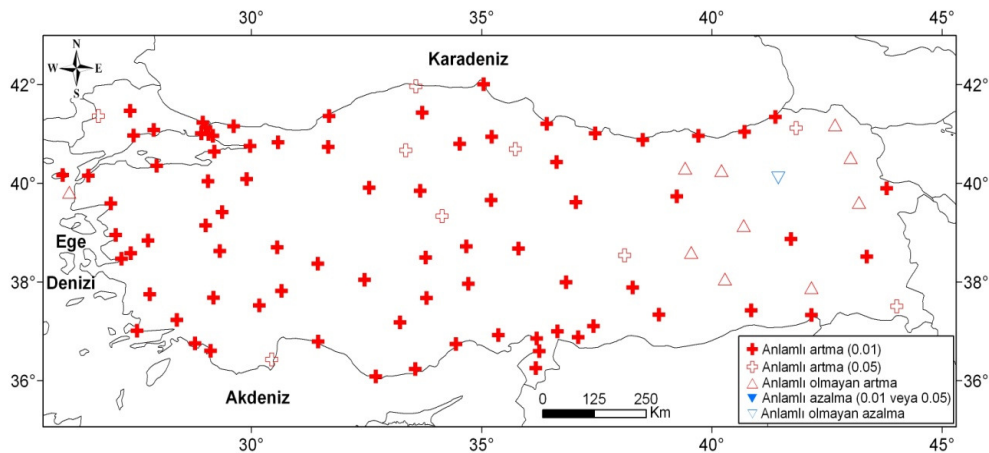 30° 35° 40° 45°
N
W E
S
Karadeniz
42° 42°
40° 40°
Ege
Denizi
38° 38°
36° 36°
Akdeniz
Anlamlı artma (0.01)
Anlamlı artma (0.05)
Anlamlı olmayan artma
Anlamlı azalma (0.01 veya 0.05)
Anlamlı olmayan azalma
0 125 250
Km
30° 35° 40° 45°